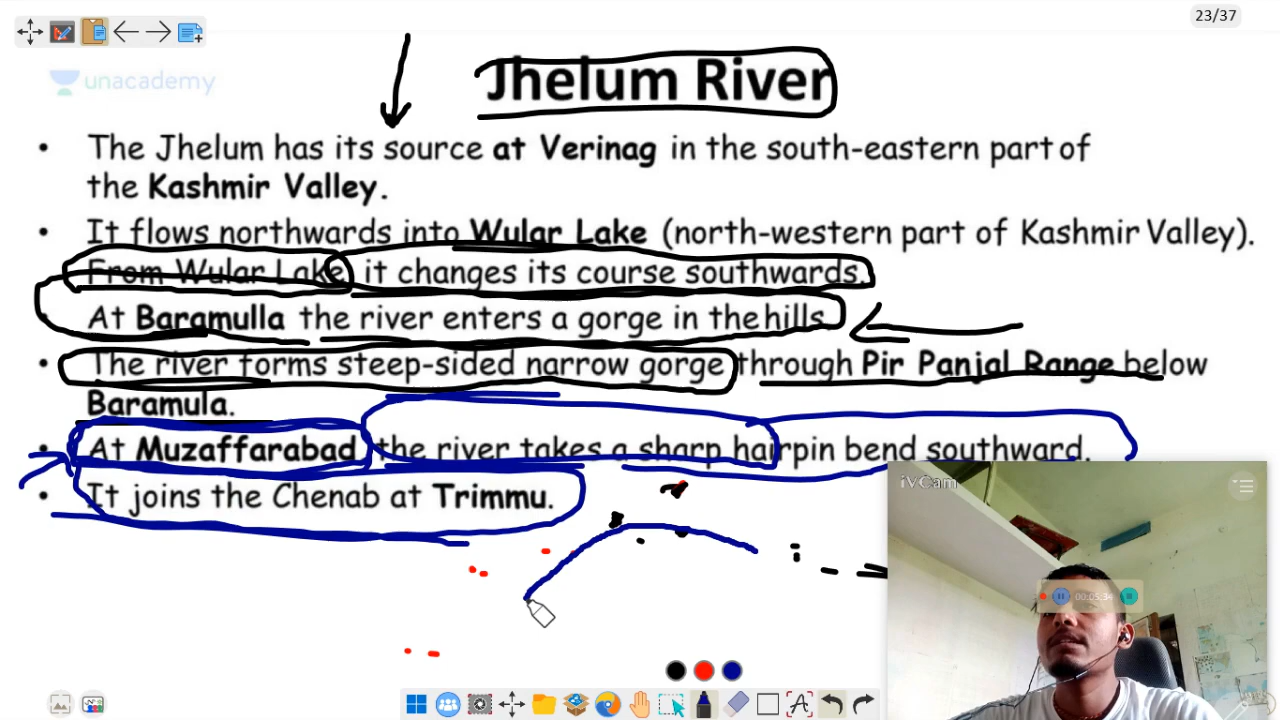 23/37
unacademy
Jhelum River
• The Jhelum has its source at Verinag in the south-eastern part of
the Kashmir Valley.
• It flows northwards into Wular Lake (north-western part of Kashmir Valley).
From Wular Lake, it changes its course southwards.
• At Baramulla the river enters a gorge in the hills.
• The river forms steep-sided narrow gorge through Pir Panjal Range below
Baramula.
• At Muzaffarabad the river takes a sharp hairpin bend southward.
• It joins the Chenab at Trimmu.
iVCam
00:05:34